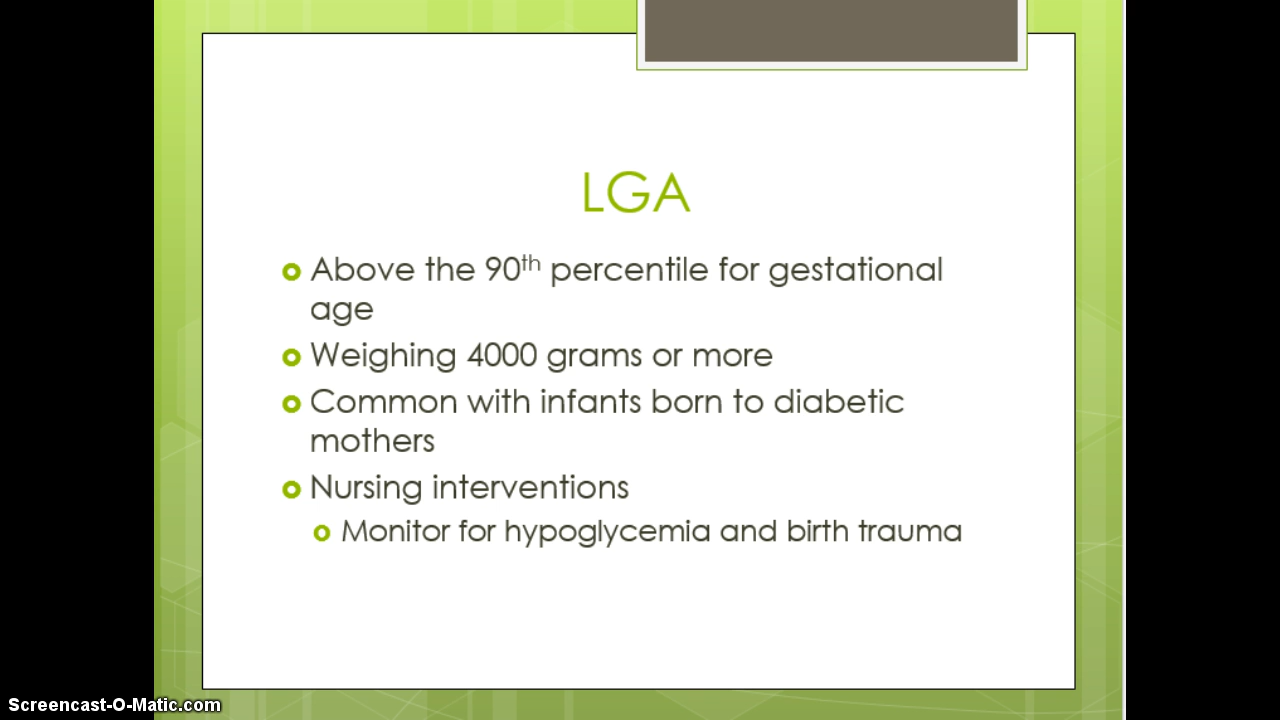 LGA
Above the 90th percentile for gestational
age
Weighing 4000 grams or more
Common with infants born to diabetic
mothers
Nursing interventions
Monitor for hypoglycemia and birth trauma
Screencast-O-Matic.com